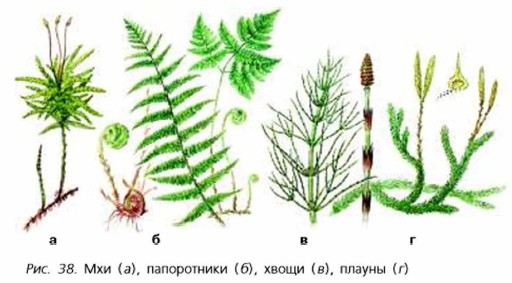 а б в г
Рис. 38. Мхи (а), папоротники (б), хвощи (в), плауны (г)